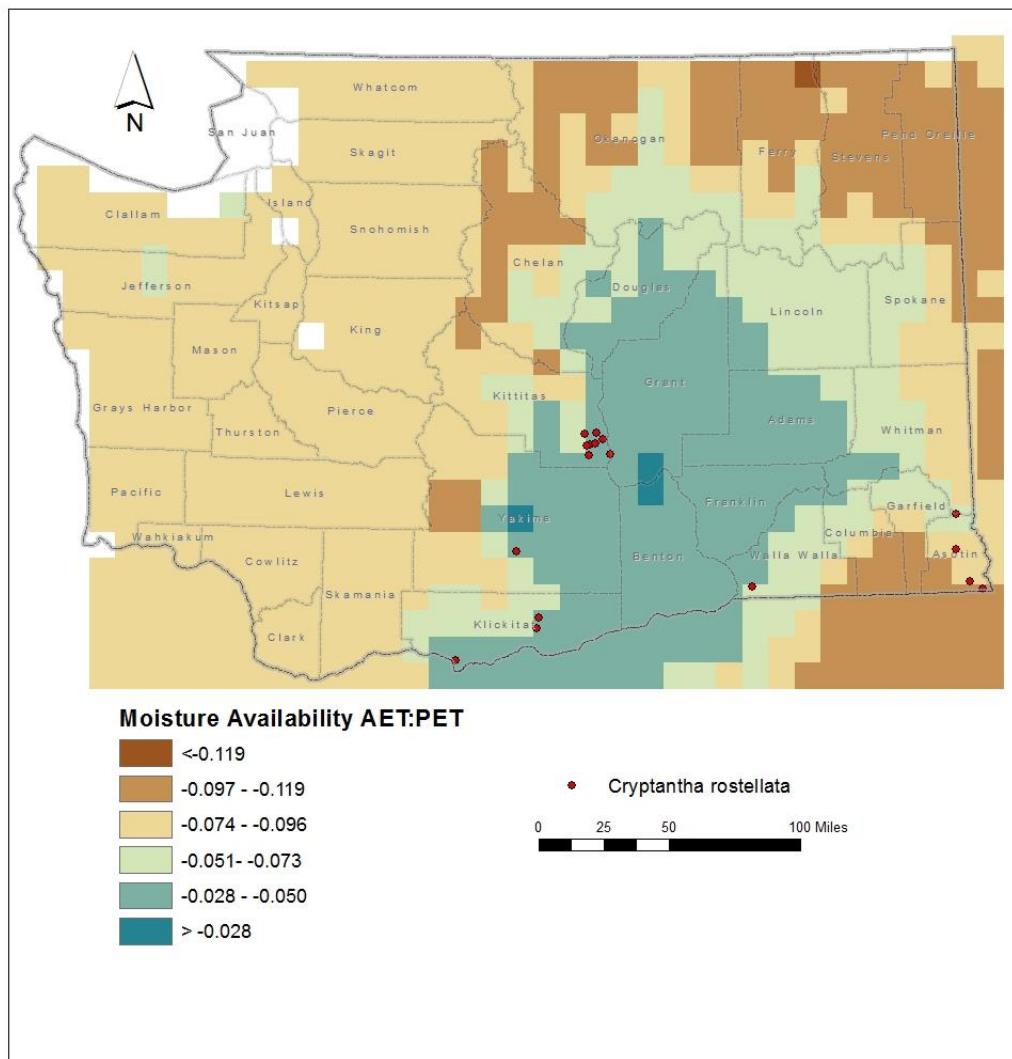 N
Whatcom
San Juan
Skagit
Okanogan
Ferry
Stevens
Pend Oreille
Clallam
Island
Snohomish
Chelan
Jefferson
Kitsap
Douglas
Lincoln
Spokane
King
Mason
Grant
Kittitas
Grays Harbor
Pierce
Adams
Whitman
Thurston
Pacific
Lewis
Yakima
Franklin
Garfield
Wahkiakum
Columbia
Benton
Walla Walla
Asotin
Cowlitz
Skamania
Klickitat
Clark
Moisture Availability AET:PET
<-0.119
-0.097 - -0.119
-0.074 - -0.096
-0.051- -0.073
-0.028 - -0.050
> -0.028
Cryptantha rostellata
0 25 50 100 Miles